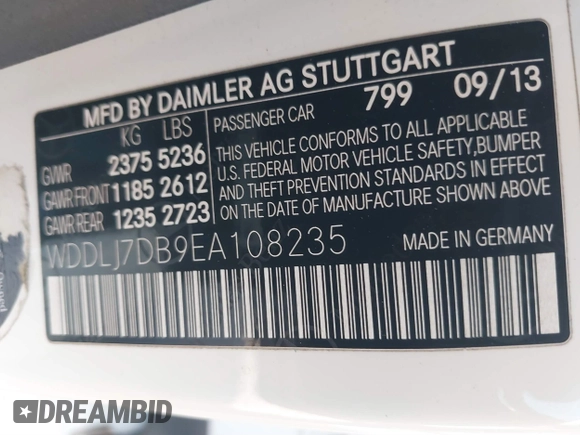 MFD BY DAIMLER AG STUTTGART
KG LBS
GVWR 2375 5236
GAWR FRONT 1185 2612
GAWR REAR 1235 2723
PASSENGER CAR 799 09/13
THIS VEHICLE CONFORMS TO ALL APPLICABLE
U.S. FEDERAL MOTOR VEHICLE SAFETY,BUMPER
AND THEFT PREVENTION STANDARDS IN EFFECT
ON THE DATE OF MANUFACTURE SHOWN ABOVE.
WDDLJ7DB9EA108235 MADE IN GERMANY
DREAMBID